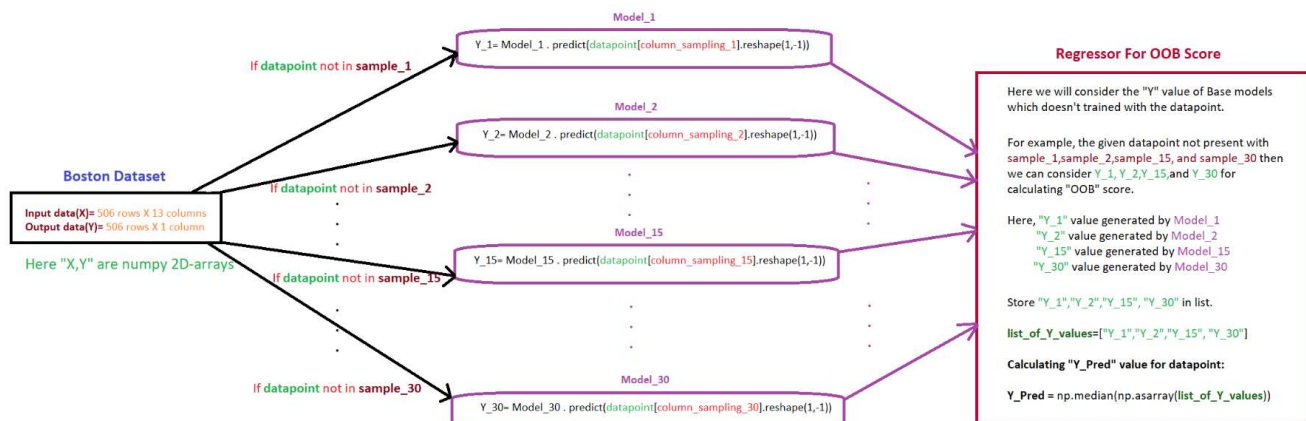 Boston Dataset
Input data(X)= 506 rows X 13 columns
Output data(Y)= 506 rows X 1 column
Here "X,Y" are numpy 2D-arrays
If datapoint not in sample_1
If datapoint not in sample_2
If datapoint not in sample_15
If datapoint not in sample_30
Model_1
Y_1= Model_1 . predict(datapoint[column_sampling_1].reshape(1,-1))
Model_2
Y_2= Model_2 . predict(datapoint[column_sampling_2].reshape(1,-1))
Model_15
Y_15= Model_15 . predict(datapoint[column_sampling_15].reshape(1,-1))
Model_30
Y_30= Model_30 . predict(datapoint[column_sampling_30].reshape(1,-1))
Regressor For OOB Score
Here we will consider the "Y" value of Base models
which doesn't trained with the datapoint.
For example, the given datapoint not present with
sample_1,sample_2,sample_15, and sample_30 then
we can consider Y_1, Y_2,Y_15,and Y_30 for
calculating "OOB" score.
Here, "Y_1" value generated by Model_1
"Y_2" value generated by Model_2
"Y_15" value generated by Model_15
"Y_30" value generated by Model_30
Store "Y_1","Y_2","Y_15", "Y_30" in list.
list_of_Y_values=["Y_1","Y_2","Y_15", "Y_30"]
Calculating "Y_Pred" value for datapoint:
Y_Pred = np.median(np.asarray(list_of_Y_values))